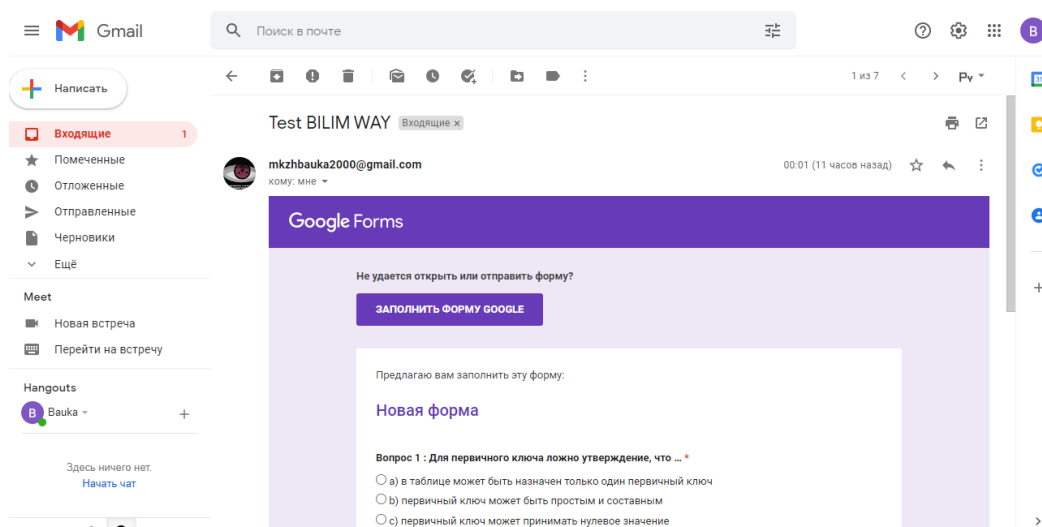 Gmail
Поиск в почте
B
Написать
1 из 7
Ру
31
Test BILIM WAY Входящие ×
Входящие 1
Помеченные
Отложенные
Отправленные
Черновики
Ещё
mkzhbauka2000@gmail.com
00:01 (11 часов назад)
кому: мне
Google Forms
Не удается открыть или отправить форму?
ЗАПОЛНИТЬ ФОРМУ GOOGLE
Meet
Новая встреча
Перейти на встречу
Hangouts
B Bauka
Здесь ничего нет.
Начать чат
Предлагаю вам заполнить эту форму:
Новая форма
Вопрос 1 : Для первичного ключа ложно утверждение, что ... *
a) в таблице может быть назначен только один первичный ключ
b) первичный ключ может быть простым и составным
c) первичный ключ может принимать нулевое значение